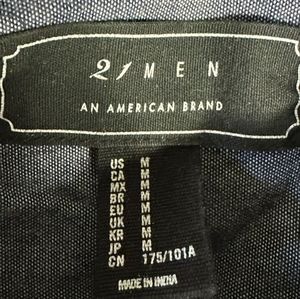 21 MEN
AN AMERICAN BRAND
US M
CA M
MX M
BR M
EU M
UK M
KR M
JP M
CN 175/101A
MADE IN INDIA